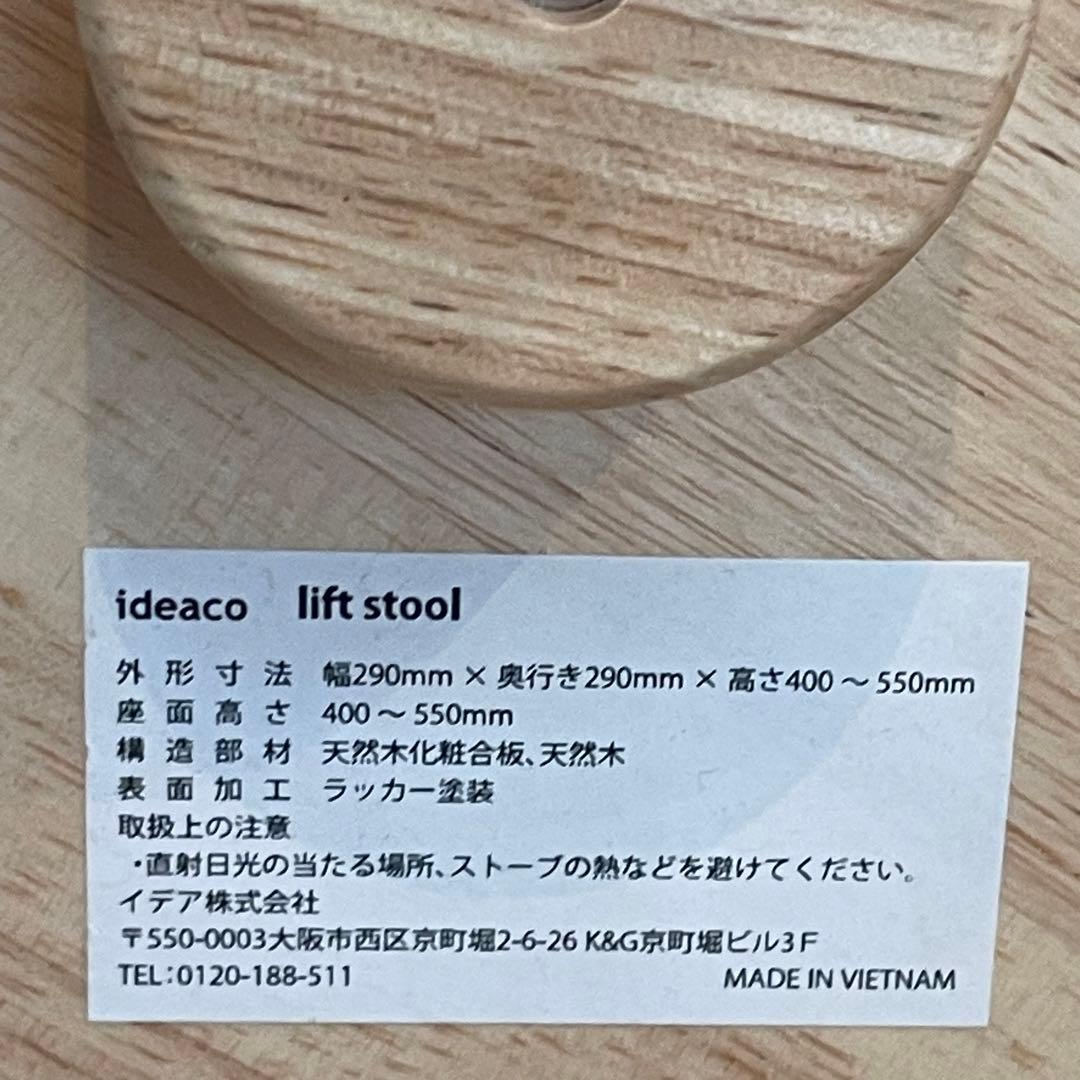 ideaco lift stool
外形寸法 幅290mm × 奥行き290mm × 高さ400 〜 550mm
座面高さ 400 〜 550mm
構造部材 天然木化粧合板、天然木
表面加工 ラッカー塗装
取扱上の注意
・直射日光の当たる場所、ストーブの熱などを避けてください。
イデア株式会社
〒550-0003大阪市西区京町堀2-6-26 K&G京町堀ビル3F
TEL:0120-188-511 MADE IN VIETNAM